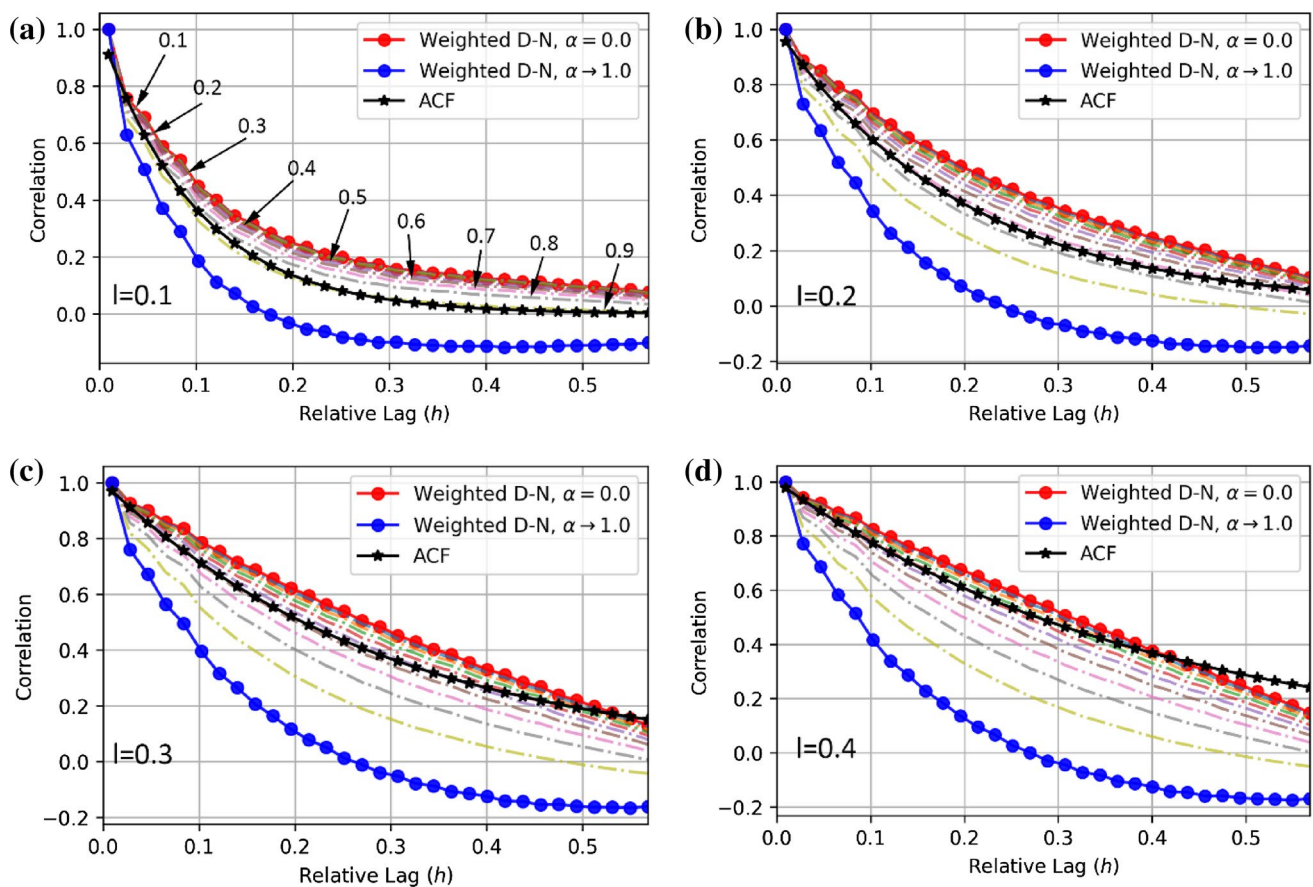 (a)
1.0
0.8
0.6
0.4
0.2
0.0
Correlation
Weighted D-N, α = 0.0
Weighted D-N, α → 1.0
ACF
0.1
0.2
0.3
0.4
0.5
0.6
0.7
0.8
0.9
l=0.1
0.0 0.1 0.2 0.3 0.4 0.5
Relative Lag (h)
(b)
1.0
0.8
0.6
0.4
0.2
0.0
−0.2
Correlation
Weighted D-N, α = 0.0
Weighted D-N, α → 1.0
ACF
l=0.2
0.0 0.1 0.2 0.3 0.4 0.5
Relative Lag (h)
(c)
1.0
0.8
0.6
0.4
0.2
0.0
−0.2
Correlation
Weighted D-N, α = 0.0
Weighted D-N, α → 1.0
ACF
l=0.3
0.0 0.1 0.2 0.3 0.4 0.5
Relative Lag (h)
(d)
1.0
0.8
0.6
0.4
0.2
0.0
−0.2
Correlation
Weighted D-N, α = 0.0
Weighted D-N, α → 1.0
ACF
l=0.4
0.0 0.1 0.2 0.3 0.4 0.5
Relative Lag (h)